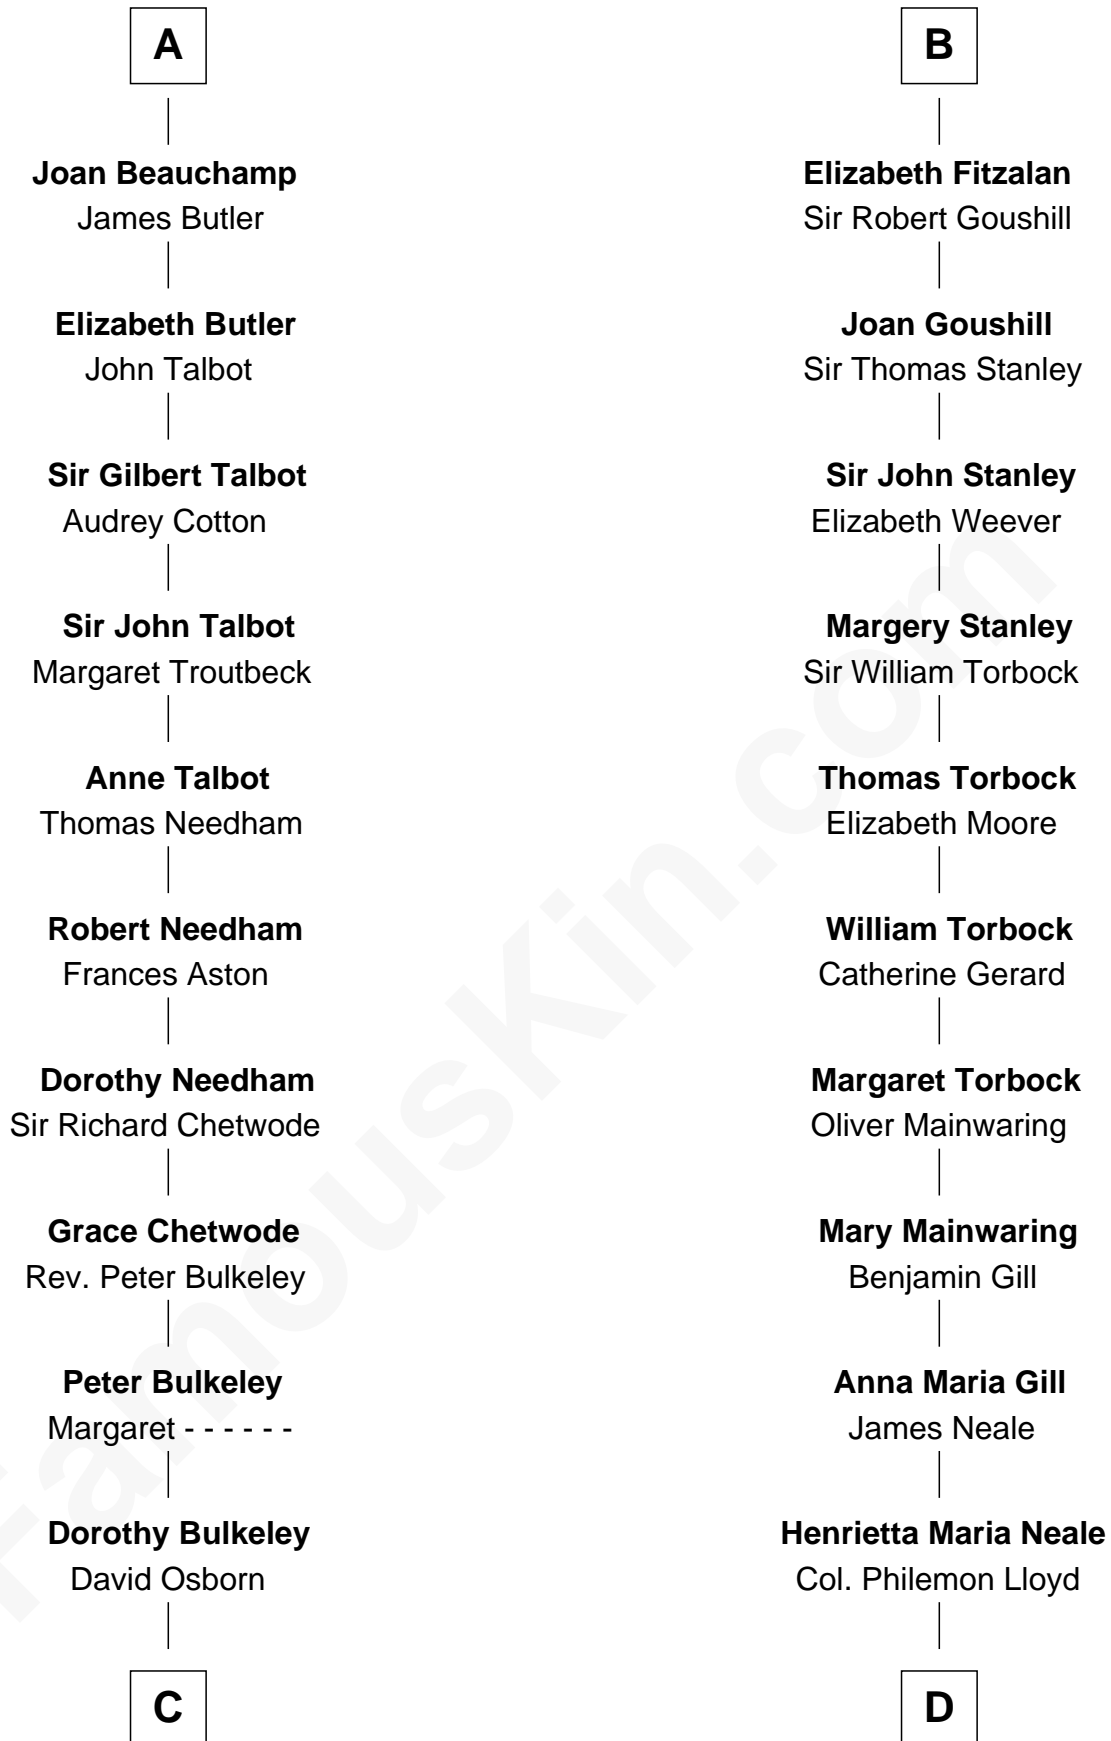 A
Joan Beauchamp
James Butler
Elizabeth Butler
John Talbot
Sir Gilbert Talbot
Audrey Cotton
Sir John Talbot
Margaret Troutbeck
Anne Talbot
Thomas Needham
Robert Needham
Frances Aston
Dorothy Needham
Sir Richard Chetwode
Grace Chetwode
Rev. Peter Bulkeley
Peter Bulkeley
Margaret - - - - - -
Dorothy Bulkeley
David Osborn
C
B
Elizabeth Fitzalan
Sir Robert Goushill
Joan Goushill
Sir Thomas Stanley
Sir John Stanley
Elizabeth Weever
Margery Stanley
Sir William Torbock
Thomas Torbock
Elizabeth Moore
William Torbock
Catherine Gerard
Margaret Torbock
Oliver Mainwaring
Mary Mainwaring
Benjamin Gill
Anna Maria Gill
James Neale
Henrietta Maria Neale
Col. Philemon Lloyd
D
FamousKin.com